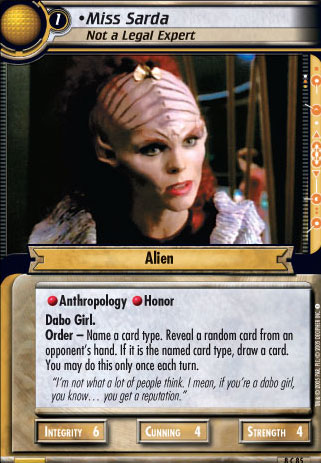 1
•Miss Sarda
Not a Legal Expert
Alien
Anthropology Honor
Dabo Girl.
Order – Name a card type. Reveal a random card from an
opponent's hand. If it is the named card type, draw a card.
You may do this only once each turn.
"I'm not what a lot of people think. I mean, if you're a dabo girl,
you know... you get a reputation."
Integrity 6 Cunning 4 Strength 4
8 C 85